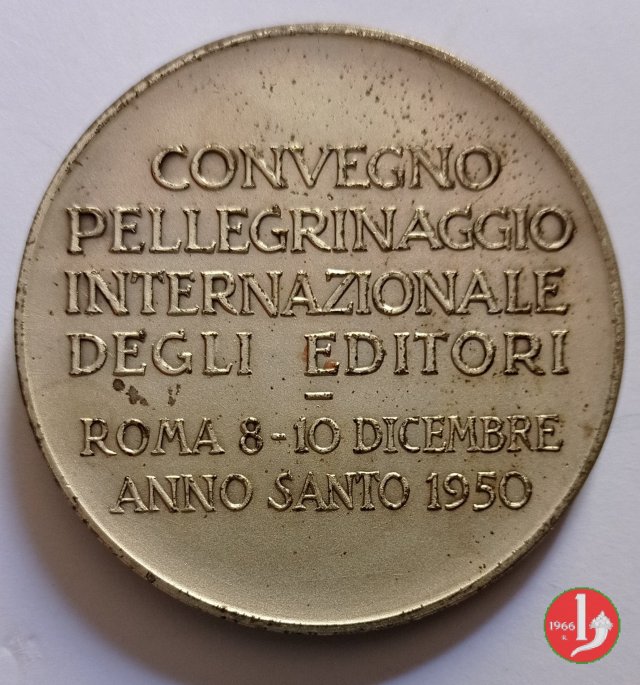 CONVEGNO
PELLEGRINAGGIO
INTERNAZIONALE
DEGLI EDITORI
–
ROMA 8-10 DICEMBRE
ANNO SANTO 1950
1966
K.